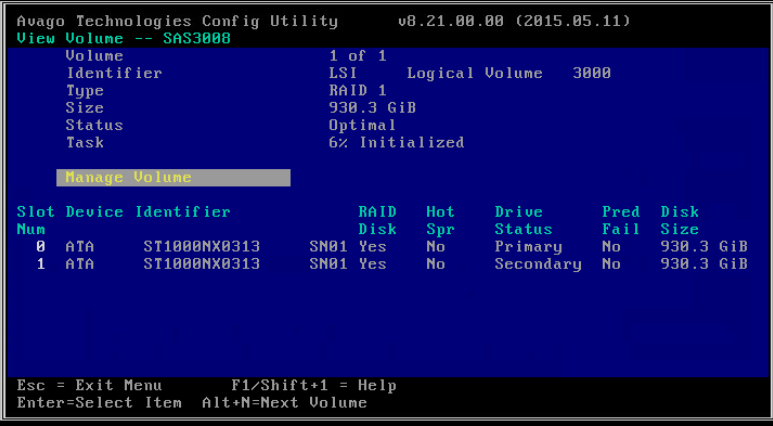 Avago Technologies Config Utility       v8.21.00.00 (2015.05.11)
View Volume -- SAS3008
Volume                     1 of 1
Identifier                 LSI     Logical Volume   3000
Type                       RAID 1
Size                       930.3 GiB
Status                     Optimal
Task                       6% Initialized
Manage Volume
Slot Device Identifier             RAID   Hot    Drive      Pred  Disk
Num                                Disk   Spr    Status     Fail  Size
0  ATA     ST1000NX0313     SN01 Yes    No     Primary    No    930.3 GiB
1  ATA     ST1000NX0313     SN01 Yes    No     Secondary  No    930.3 GiB
Esc = Exit Menu       F1/Shift+1 = Help
Enter=Select Item  Alt+N=Next Volume